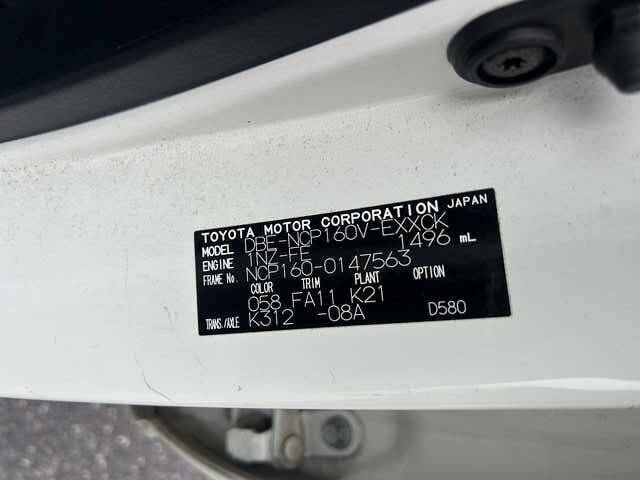 TOYOTA MOTOR CORPORATION JAPAN
MODEL DBE-NCP160V-EXXCK
ENGINE 1NZ-FE 1496 mL
FRAME No. NCP160-0147563
COLOR TRIM PLANT OPTION
058 FA11 K21
TRANS./AXLE K312 -08A D580